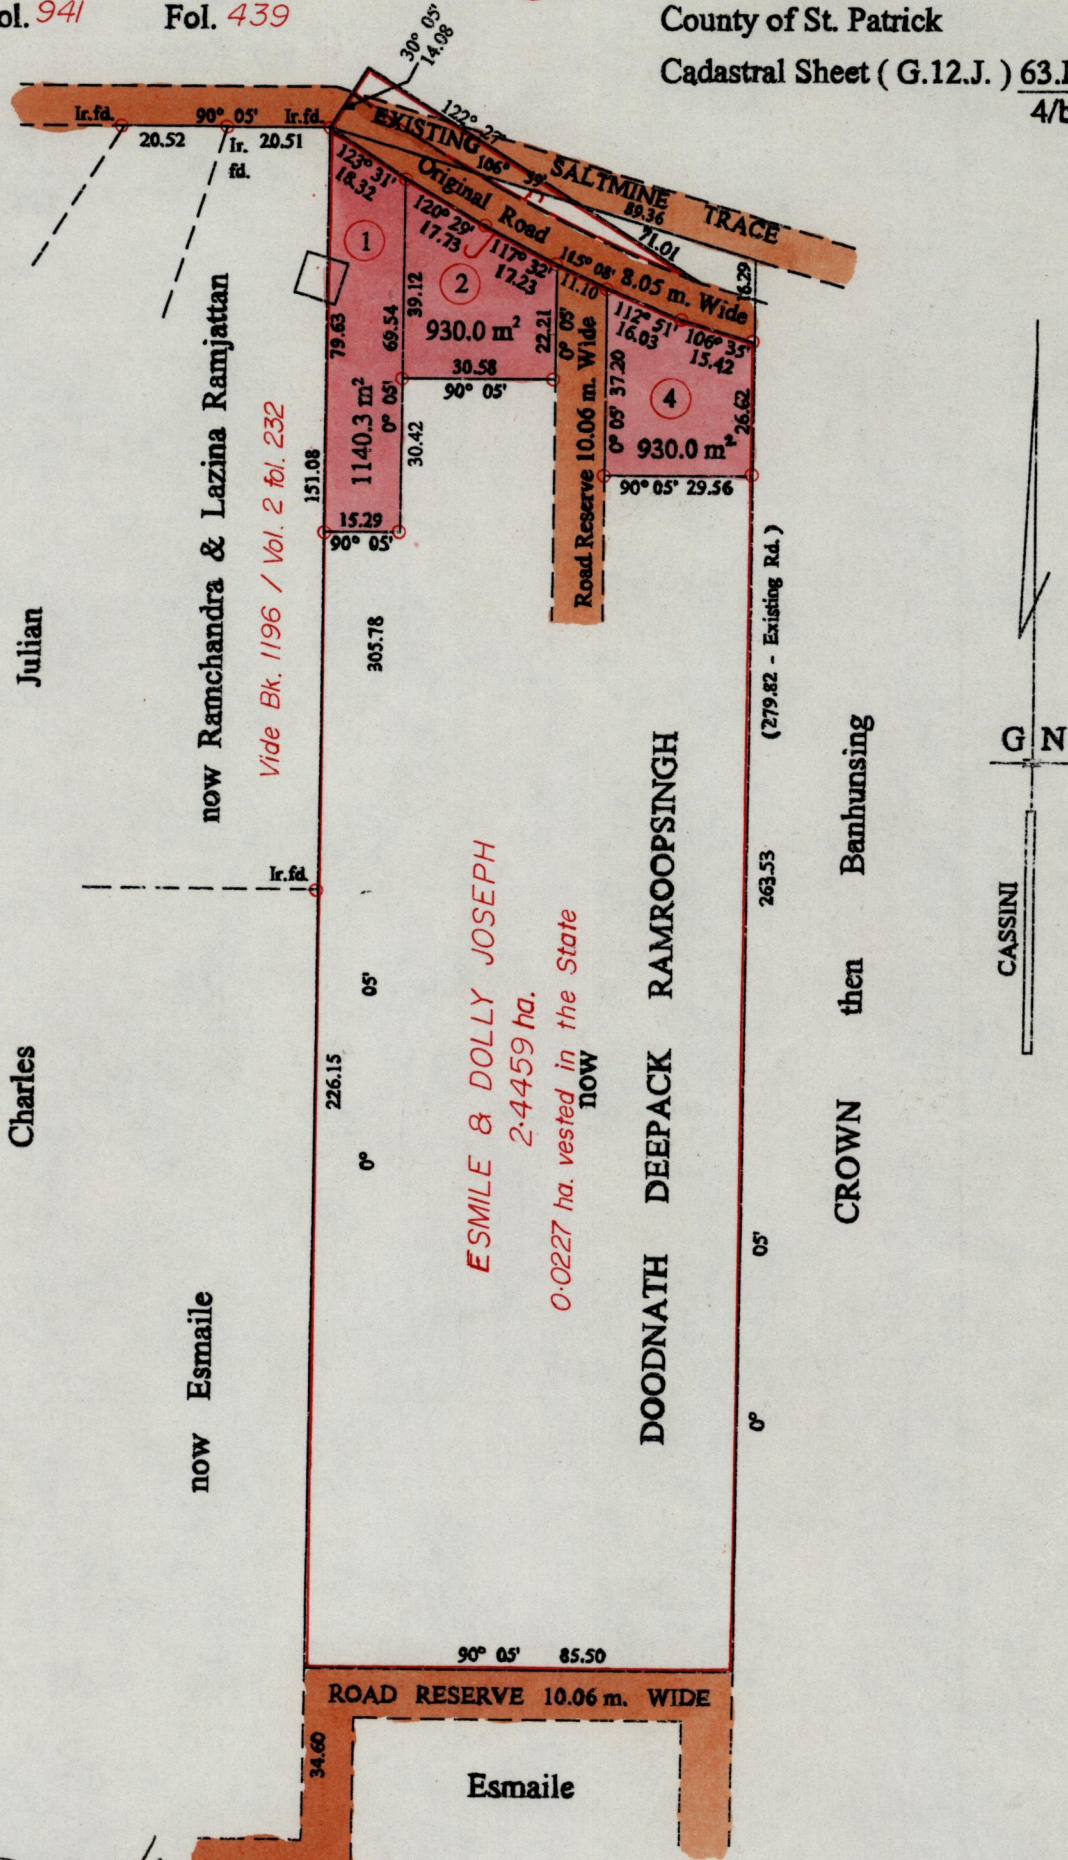 ol. 941 Fol. 439
County of St. Patrick
Cadastral Sheet ( G.12.J. ) 63.
4/b
30° 05'
14.08
Ir.fd.
90° 05'
Ir.fd.
20.52
Ir.
fd.
20.51
122° 27'
EXISTING SALTMINE TRACE
106° 39'
89.36
71.01
Original Road 8.05 m. Wide
16.29
123° 31'
18.32
120° 29'
17.73
117° 32'
17.23
115° 08'
11.10
112° 51'
16.03
106° 35'
15.42
1
2
4
79.63
69.54
39.12
930.0 m²
22.21
0° 05'
30.58
90° 05'
1140.3 m²
0° 05'
30.42
Road Reserve 10.06 m. Wide
0° 05' 37.20
930.0 m²
26.62
90° 05' 29.56
151.08
15.29
90° 05'
305.78
(279.82 - Existing Rd.)
Julian
now Ramchandra & Lazina Ramjattan
Vide Bk. 1196 / Vol. 2 fol. 232
Ir.fd.
G N
CASSINI
263.53
Banhunsing
then
CROWN
ESMILE & DOLLY JOSEPH
2.4459 ha.
0.0227 ha. vested in the State
now
DOODNATH DEEPACK RAMROOPSINGH
Charles
226.15
0° 05'
0° 05'
now Esmaile
90° 05' 85.50
ROAD RESERVE 10.06 m. WIDE
34.60
Esmaile